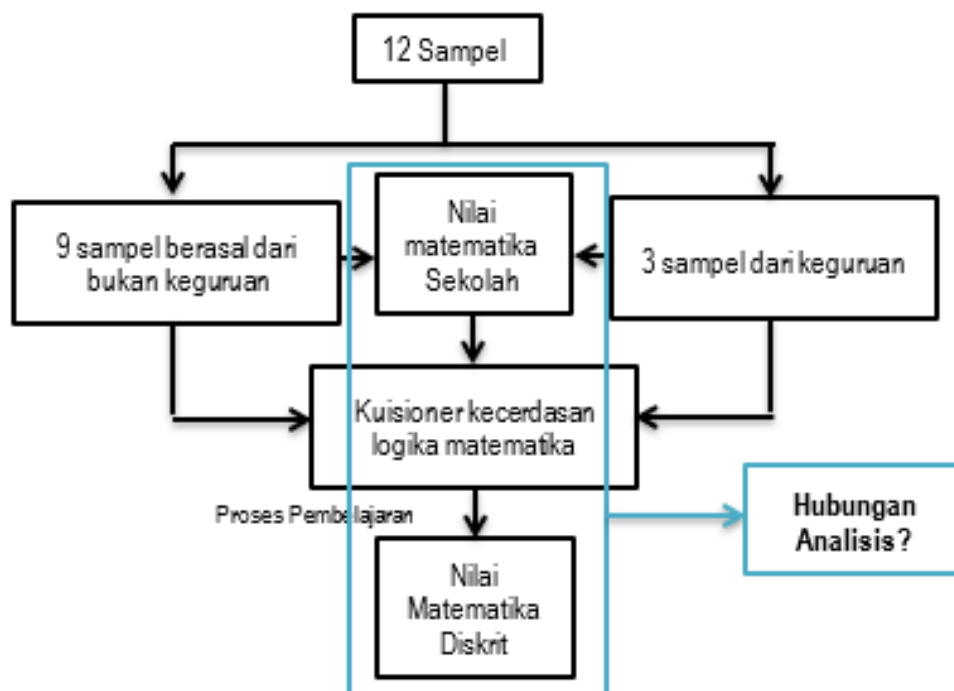 12 Sampel
9 sampel berasal dari
bukan keguruan
Nilai
matematika
Sekolah
3 sampel dari keguruan
Kuisioner kecerdasan
logika matematika
Proses Pembelajaran
Hubungan
Analisis?
Nilai
Matematika
Diskrit